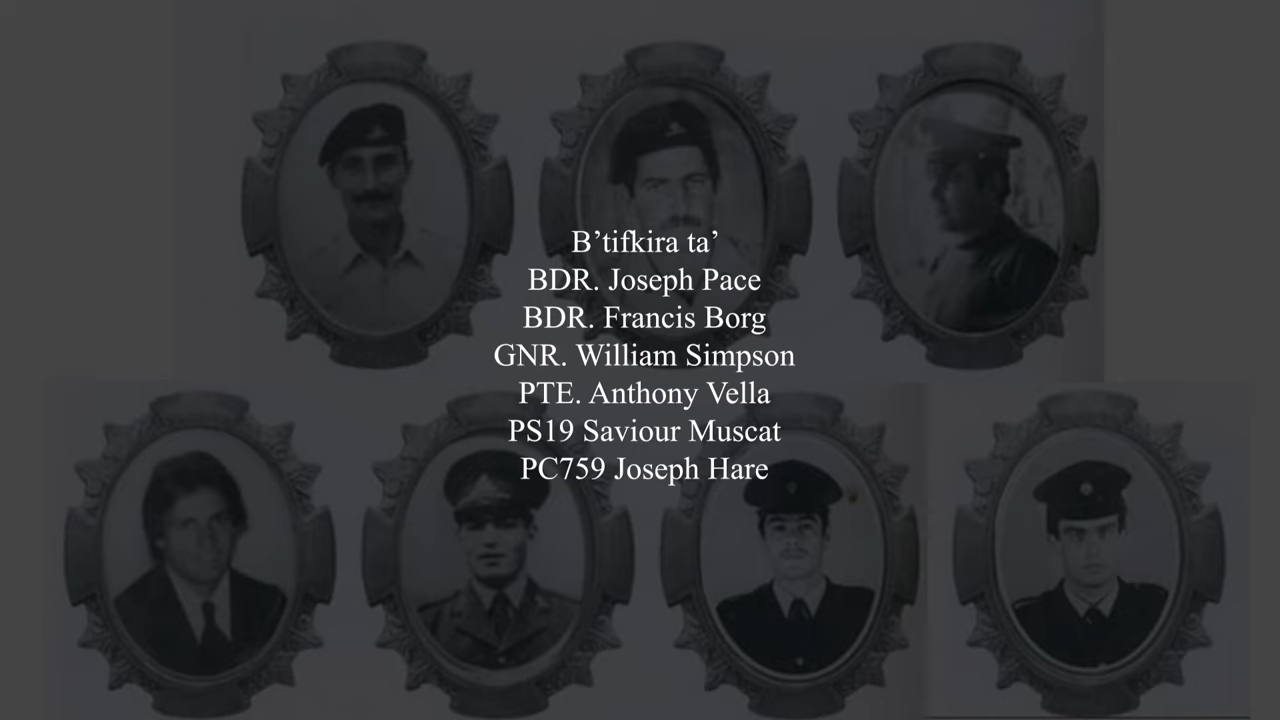 B’tifkira ta’
BDR. Joseph Pace
BDR. Francis Borg
GNR. William Simpson
PTE. Anthony Vella
PS19 Saviour Muscat
PC759 Joseph Hare